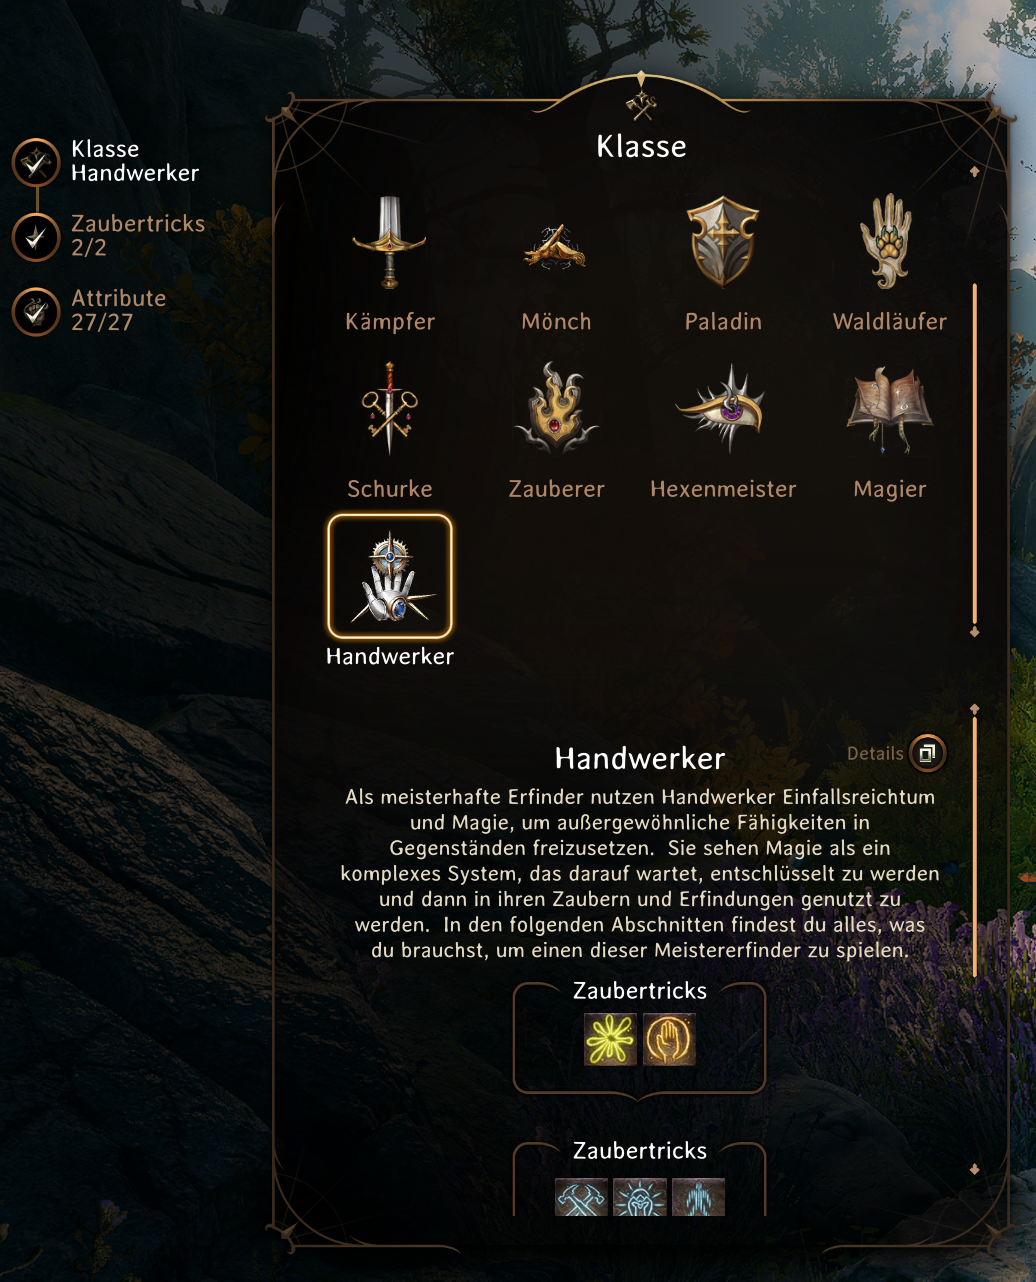 Klasse
Handwerker
Zaubertricks
2/2
Attribute
27/27
Klasse
Kämpfer
Mönch
Paladin
Waldläufer
Schurke
Zauberer
Hexenmeister
Magier
Handwerker
Handwerker
Details
Als meisterhafte Erfinder nutzen Handwerker Einfallsreichtum
und Magie, um außergewöhnliche Fähigkeiten in
Gegenständen freizusetzen.  Sie sehen Magie als ein
komplexes System, das darauf wartet, entschlüsselt zu werden
und dann in ihren Zaubern und Erfindungen genutzt zu
werden.  In den folgenden Abschnitten findest du alles, was
du brauchst, um einen dieser Meistererfinder zu spielen.
Zaubertricks
Zaubertricks